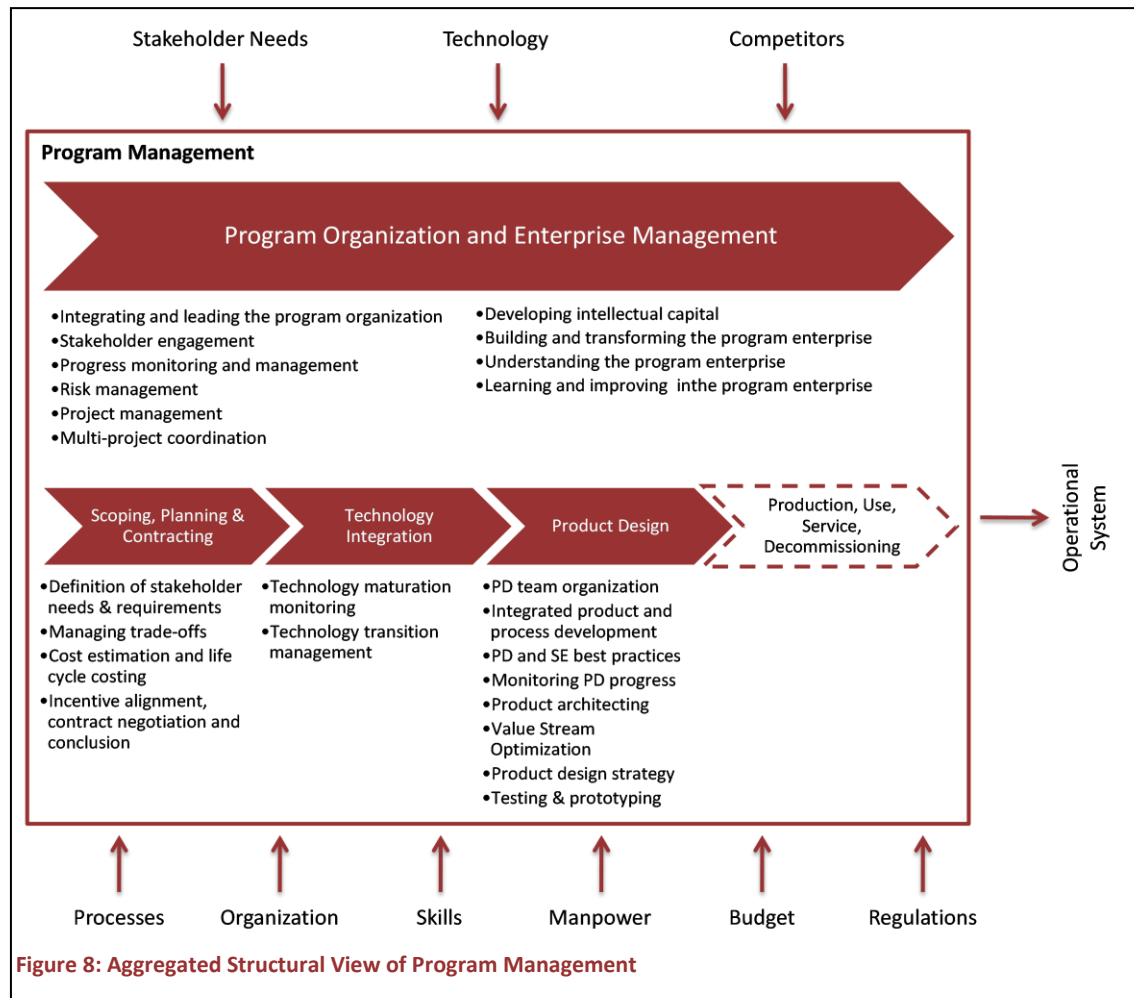 Stakeholder Needs
Technology
Competitors
Program Management
Program Organization and Enterprise Management
•Integrating and leading the program organization
•Stakeholder engagement
•Progress monitoring and management
•Risk management
•Project management
•Multi-project coordination
•Developing intellectual capital
•Building and transforming the program enterprise
•Understanding the program enterprise
•Learning and improving  inthe program enterprise
Scoping, Planning &
Contracting
•Definition of stakeholder
needs & requirements
•Managing trade-offs
•Cost estimation and life
cycle costing
•Incentive alignment,
contract negotiation and
conclusion
Technology
Integration
•Technology maturation
monitoring
•Technology transition
management
Product Design
•PD team organization
•Integrated product and
process development
•PD and SE best practices
•Monitoring PD progress
•Product architecting
•Value Stream
Optimization
•Product design strategy
•Testing & prototyping
Production, Use,
Service,
Decommissioning
Operational
System
Processes
Organization
Skills
Manpower
Budget
Regulations
Figure 8: Aggregated Structural View of Program Management